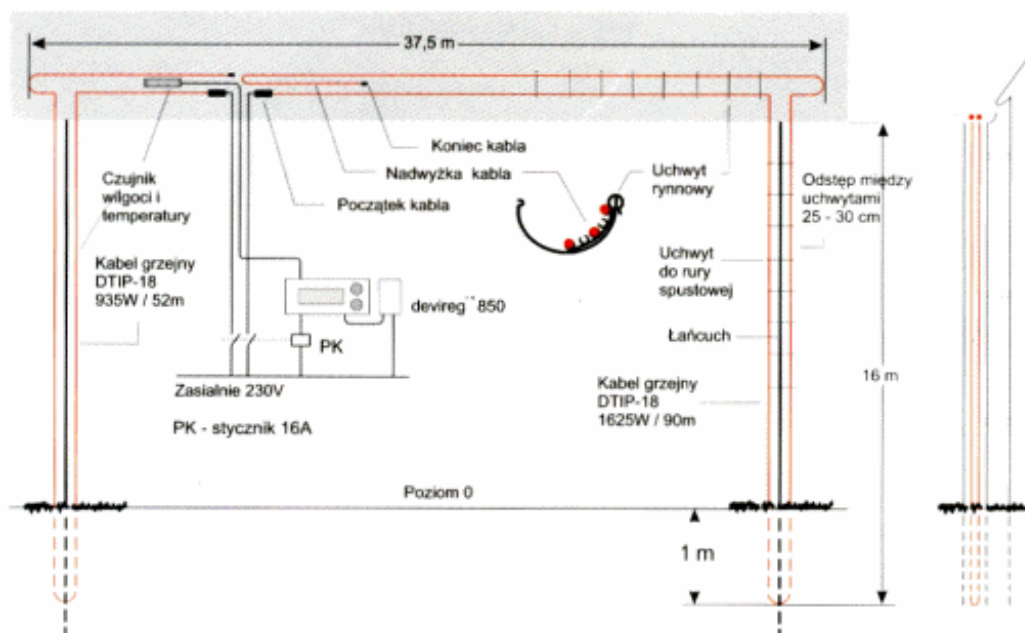 37,5 m
Koniec kabla
Nadwyżka kabla
Początek kabla
Czujnik
wilgoci i
temperatury
Uchwyt
rynnowy
Odstęp między
uchwytami
25 - 30 cm
Kabel grzejny
DTIP-18
935W / 52m
Uchwyt
do rury
spustowej
devireg™850
PK
Łańcuch
Zasialnie 230V
PK - stycznik 16A
Kabel grzejny
DTIP-18
1625W / 90m
16 m
Poziom 0
1 m